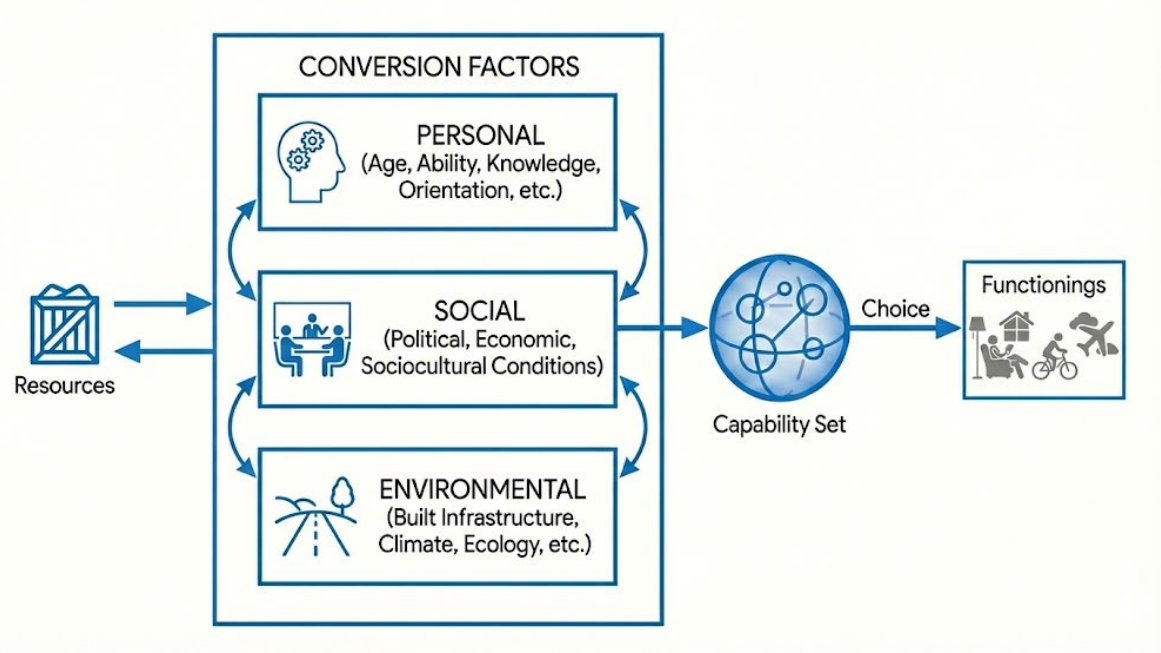 CONVERSION FACTORS
PERSONAL
(Age, Ability, Knowledge,
Orientation, etc.)
SOCIAL
(Political, Economic,
Sociocultural Conditions)
ENVIRONMENTAL
(Built Infrastructure,
Climate, Ecology, etc.)
Resources
Capability Set
Choice
Functionings